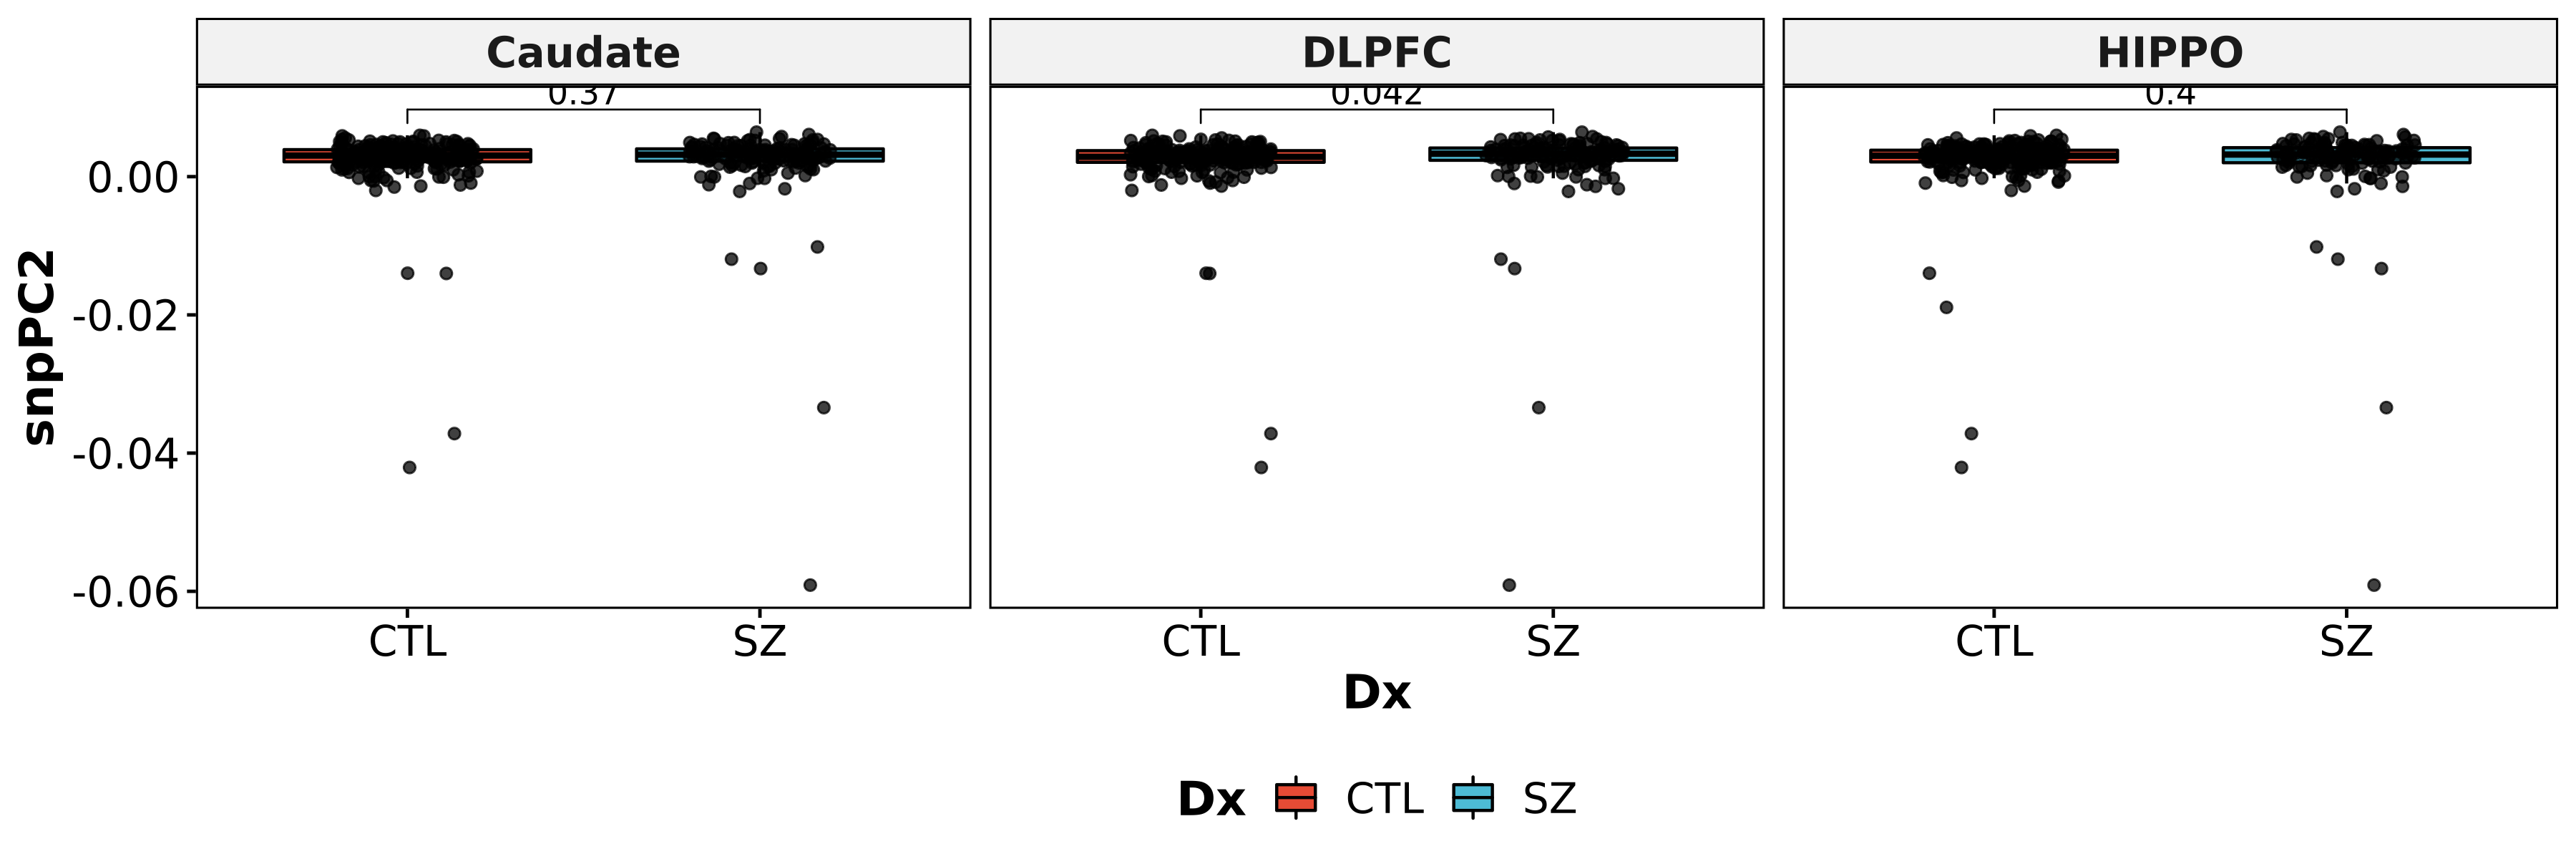 Caudate DLPFC HIPPO
0.37 0.042 0.4
snpPC2
0.00
-0.02
-0.04
-0.06
CTL SZ CTL SZ CTL SZ
Dx
Dx CTL SZ